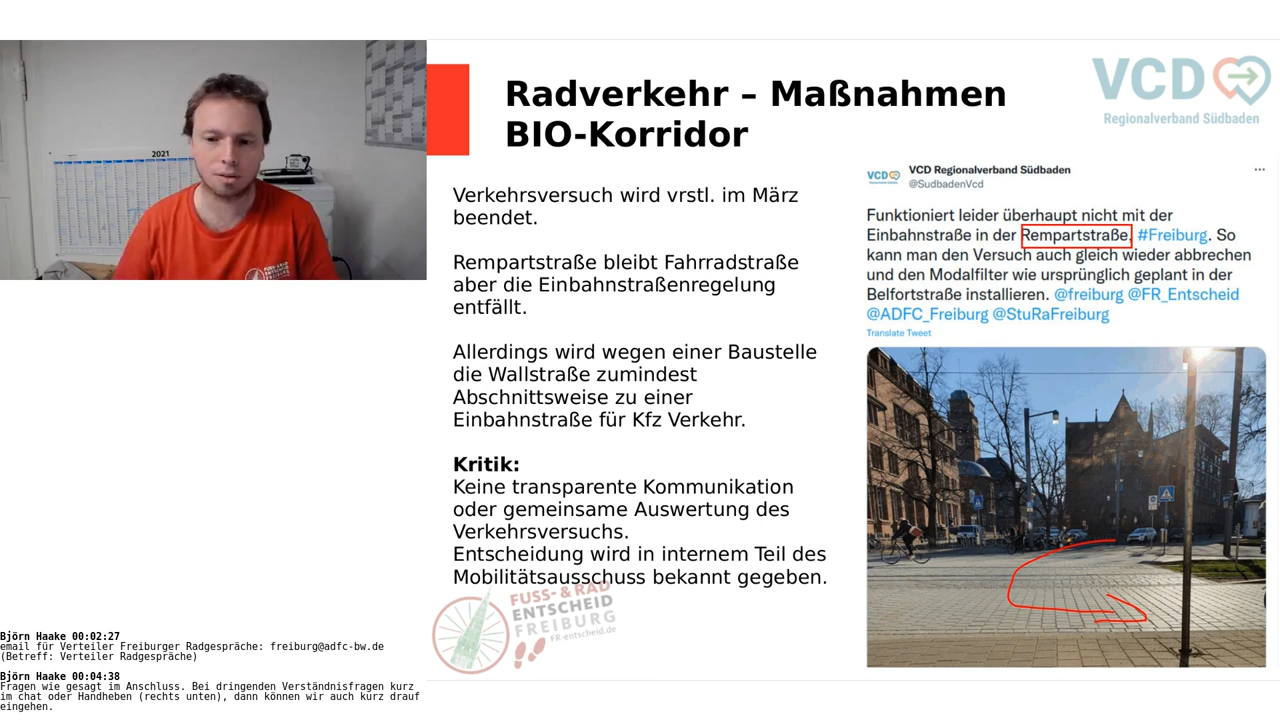 2021
Radverkehr – Maßnahmen
BIO-Korridor
VCD
Regionalverband Südbaden
Verkehrsversuch wird vrstl. im März
beendet.
Rempartstraße bleibt Fahrradstraße
aber die Einbahnstraßenregelung
entfällt.
Allerdings wird wegen einer Baustelle
die Wallstraße zumindest
Abschnittsweise zu einer
Einbahnstraße für Kfz Verkehr.
Kritik:
Keine transparente Kommunikation
oder gemeinsame Auswertung des
Verkehrsversuchs.
Entscheidung wird in internem Teil des
Mobilitätsausschuss bekannt gegeben.
FUSS- & RAD
ENTSCHEID
FREIBURG
FR-entscheid.de
VCD
VCD Regionalverband Südbaden
@SudbadenVcd
Funktioniert leider überhaupt nicht mit der
Einbahnstraße in der Rempartstraße. #Freiburg. So
kann man den Versuch auch gleich wieder abbrechen
und den Modalfilter wie ursprünglich geplant in der
Belfortstraße installieren. @freiburg @FR_Entscheid
@ADFC_Freiburg @StuRaFreiburg
Translate Tweet
Björn Haake 00:02:27
email für Verteiler Freiburger Radgespräche: freiburg@adfc-bw.de
(Betreff: Verteiler Radgespräche)
Björn Haake 00:04:38
Fragen wie gesagt im Anschluss. Bei dringenden Verständnisfragen kurz
im chat oder Handheben (rechts unten), dann können wir auch kurz drauf
eingehen.